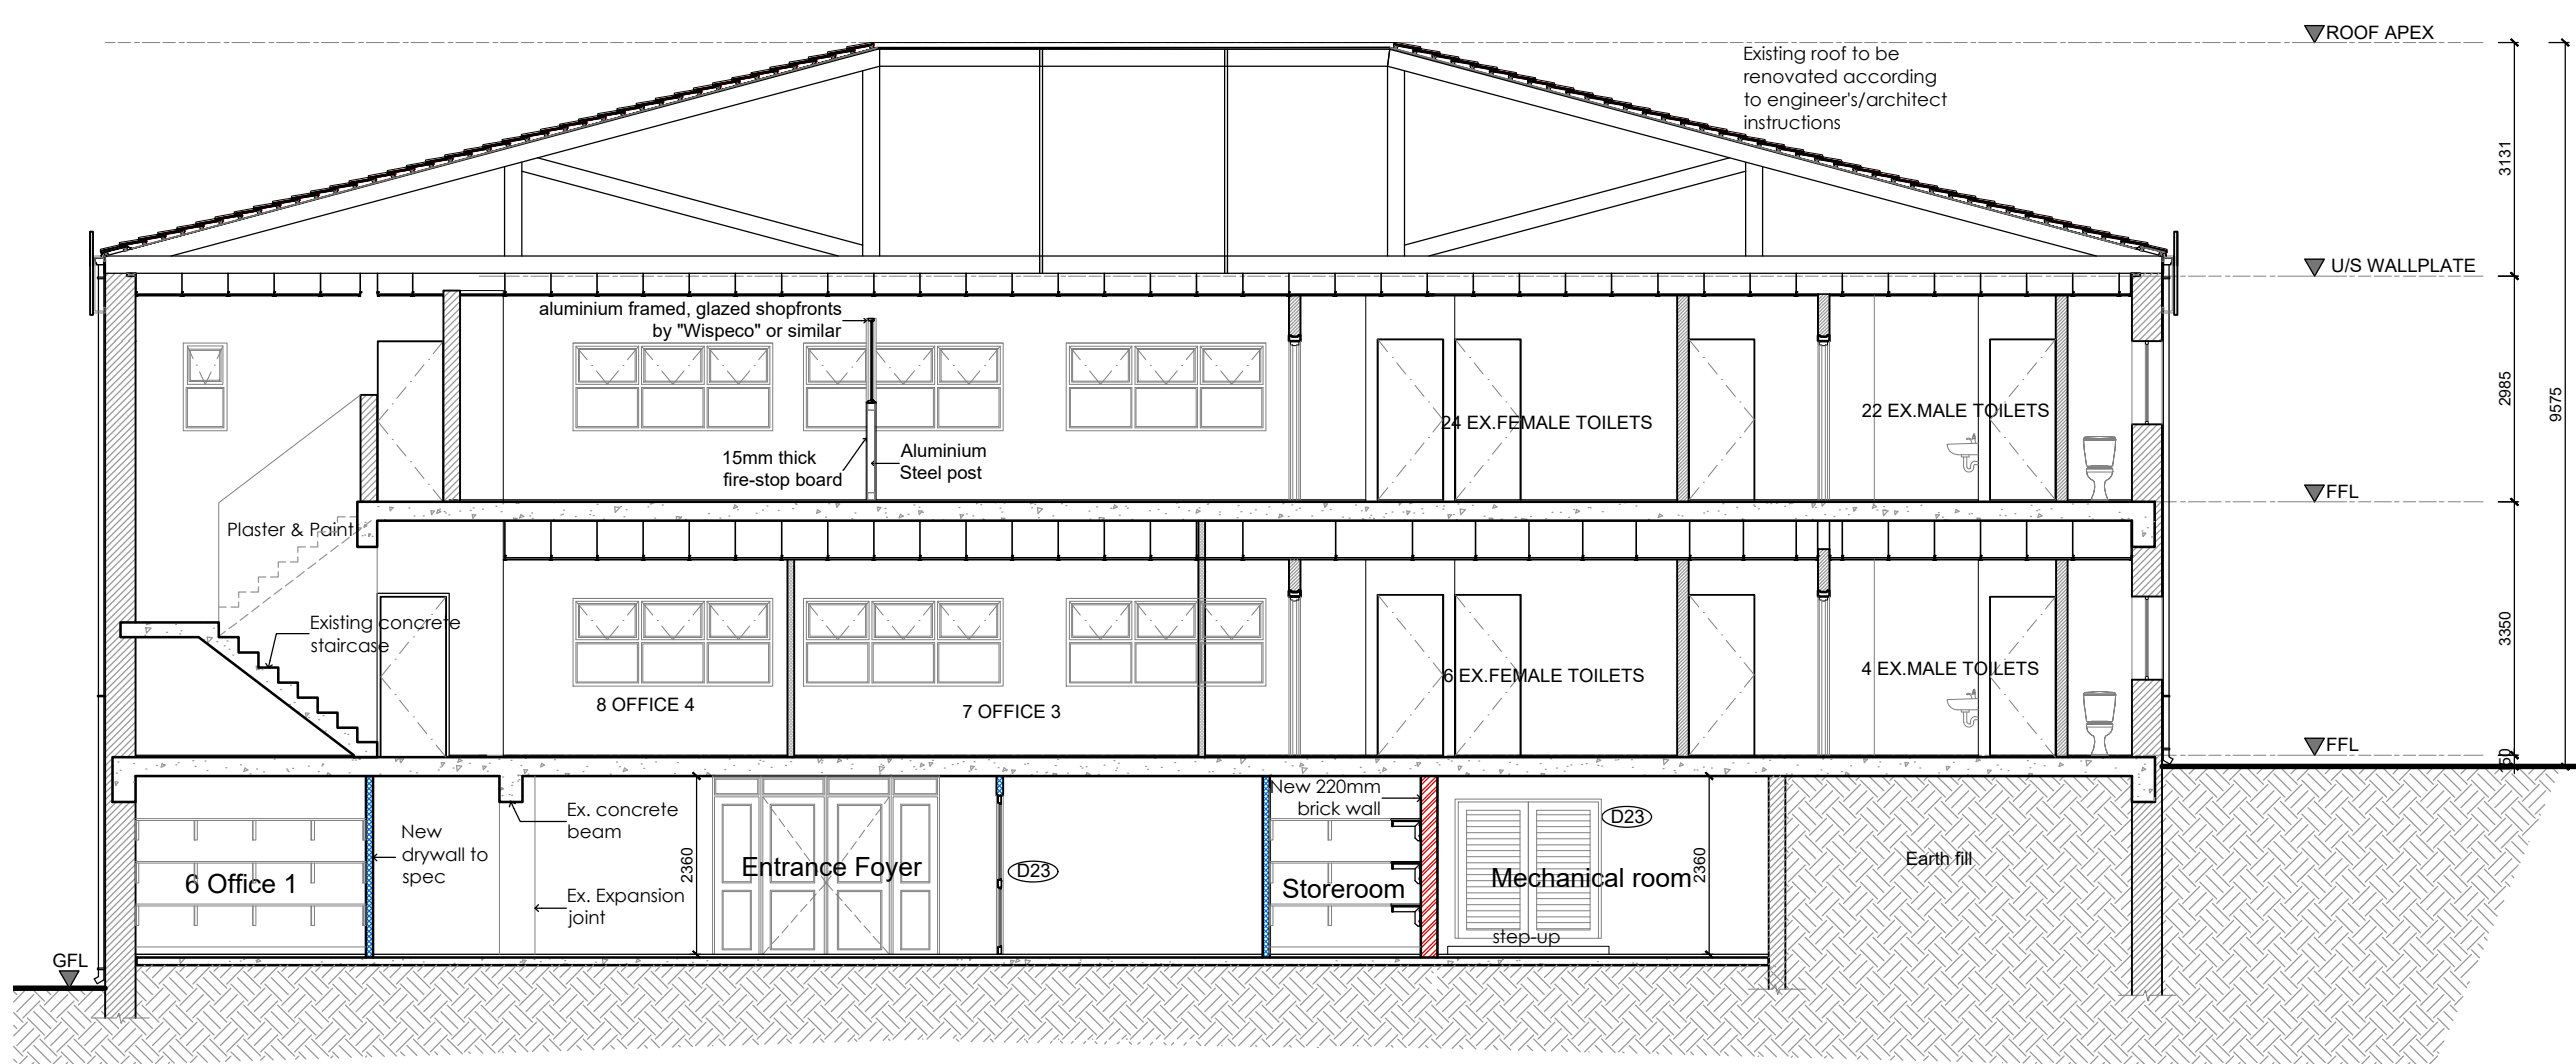 ROOF APEX
Existing roof to be
renovated according
to engineer's/architect
instructions
3131
U/S WALLPLATE
aluminium framed, glazed shopfronts
by "Wispeco" or similar
2985
9575
24 EX.FEMALE TOILETS
22 EX.MALE TOILETS
15mm thick
fire-stop board
Aluminium
Steel post
FFL
Plaster & Paint
Existing concrete
staircase
3350
6 EX.FEMALE TOILETS
4 EX.MALE TOILETS
8 OFFICE 4
7 OFFICE 3
FFL
New 220mm
brick wall
Ex. concrete
beam
D23
New
drywall to
spec
2360
Entrance Foyer
D23
2360
Earth fill
6 Office 1
Storeroom
Mechanical room
Ex. Expansion
joint
step-up
GFL